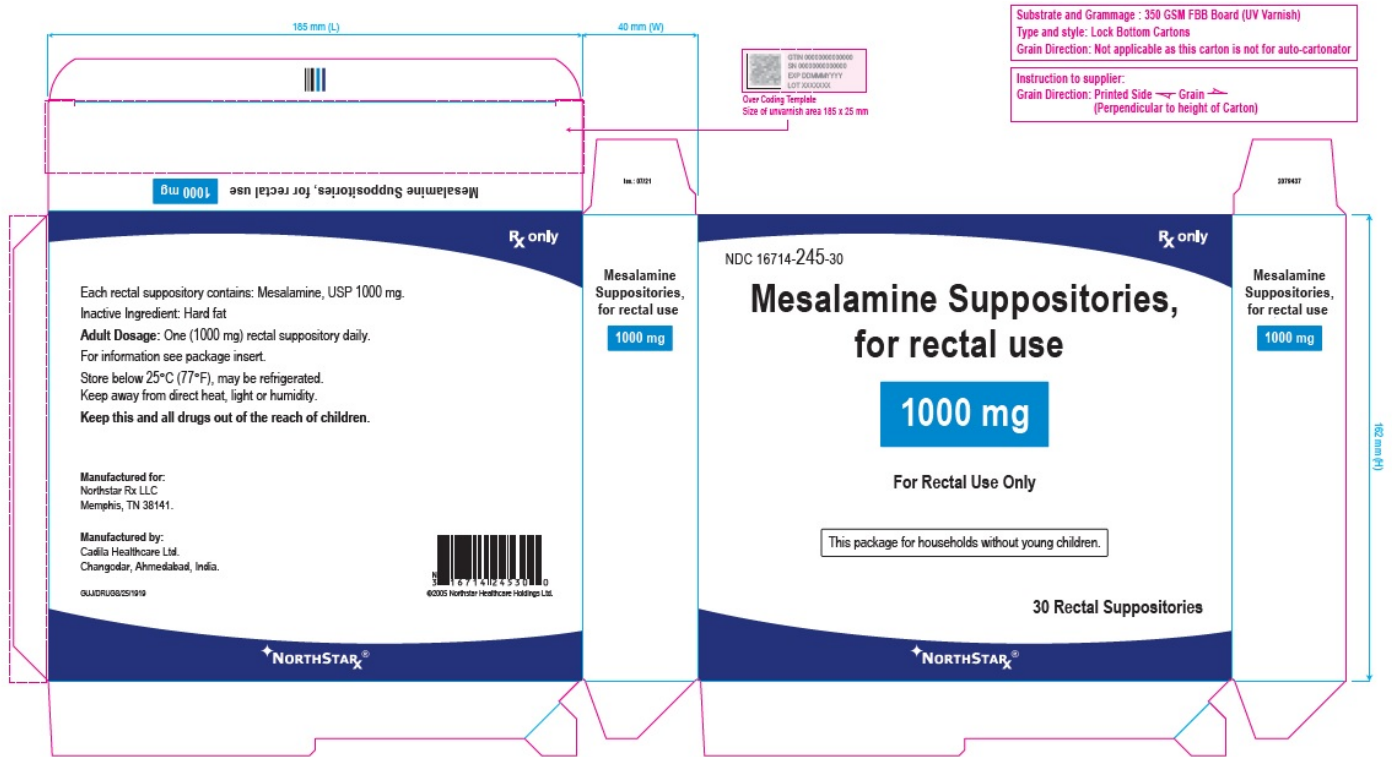 185 mm (L)
40 mm (W)
Substrate and Grammage : 350 GSM FBB Board (UV Varnish)
Type and style: Lock Bottom Cartons
Grain Direction: Not applicable as this carton is not for auto-cartonator
Instruction to supplier:
Grain Direction: Printed Side Grain
(Perpendicular to height of Carton)
GTIN 00000000000000
SN 00000000000000
EXP DDMMMYYYY
LOT XXXXXXX
Over Coding Template
Size of unvarnish area 185 x 25 mm
Mesalamine Suppositories, for rectal use 1000 mg
Rx only
Each rectal suppository contains: Mesalamine, USP 1000 mg.
Inactive Ingredient: Hard fat
Adult Dosage: One (1000 mg) rectal suppository daily.
For information see package insert.
Store below 25°C (77°F), may be refrigerated.
Keep away from direct heat, light or humidity.
Keep this and all drugs out of the reach of children.
Manufactured for:
Northstar Rx LLC
Memphis, TN 38141.
Manufactured by:
Cadila Healthcare Ltd.
Changodar, Ahmedabad, India.
GUJ/DRUGS/25/1919
N
3 16714 24530 0
©2005 Northstar Healthcare Holdings Ltd.
NORTHSTARx®
Iss.: 07/21
Mesalamine
Suppositories,
for rectal use
1000 mg
Rx only
NDC 16714-245-30
Mesalamine Suppositories,
for rectal use
1000 mg
For Rectal Use Only
This package for households without young children.
30 Rectal Suppositories
NORTHSTARx®
2076437
Mesalamine
Suppositories,
for rectal use
1000 mg
162 mm (H)